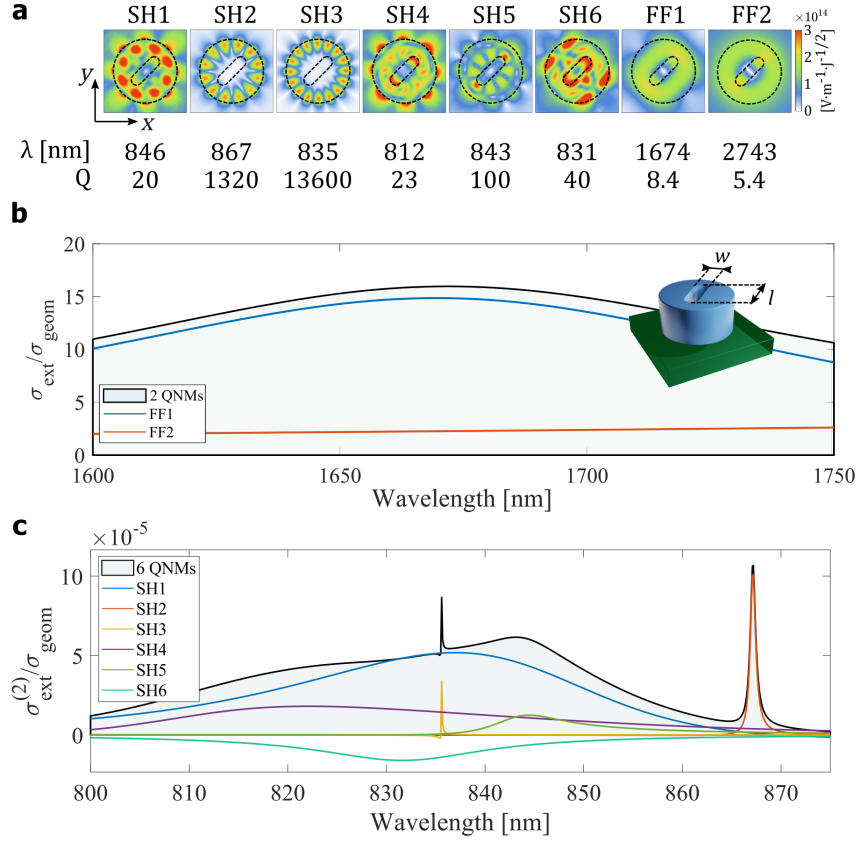 a
SH1 SH2 SH3 SH4 SH5 SH6 FF1 FF2
×10¹⁴
3
2
1
0
[V·m⁻¹·J⁻¹/²]
y
x
λ [nm] 846 867 835 812 843 831 1674 2743
Q 20 1320 13600 23 100 40 8.4 5.4
b
20
15
10
5
0
σ_ext/σ_geom
w
l
2 QNMs
FF1
FF2
1600 1650 1700 1750
Wavelength [nm]
c
×10⁻⁵
10
5
0
σ_ext^(2)/σ_geom
6 QNMs
SH1
SH2
SH3
SH4
SH5
SH6
800 810 820 830 840 850 860 870
Wavelength [nm]